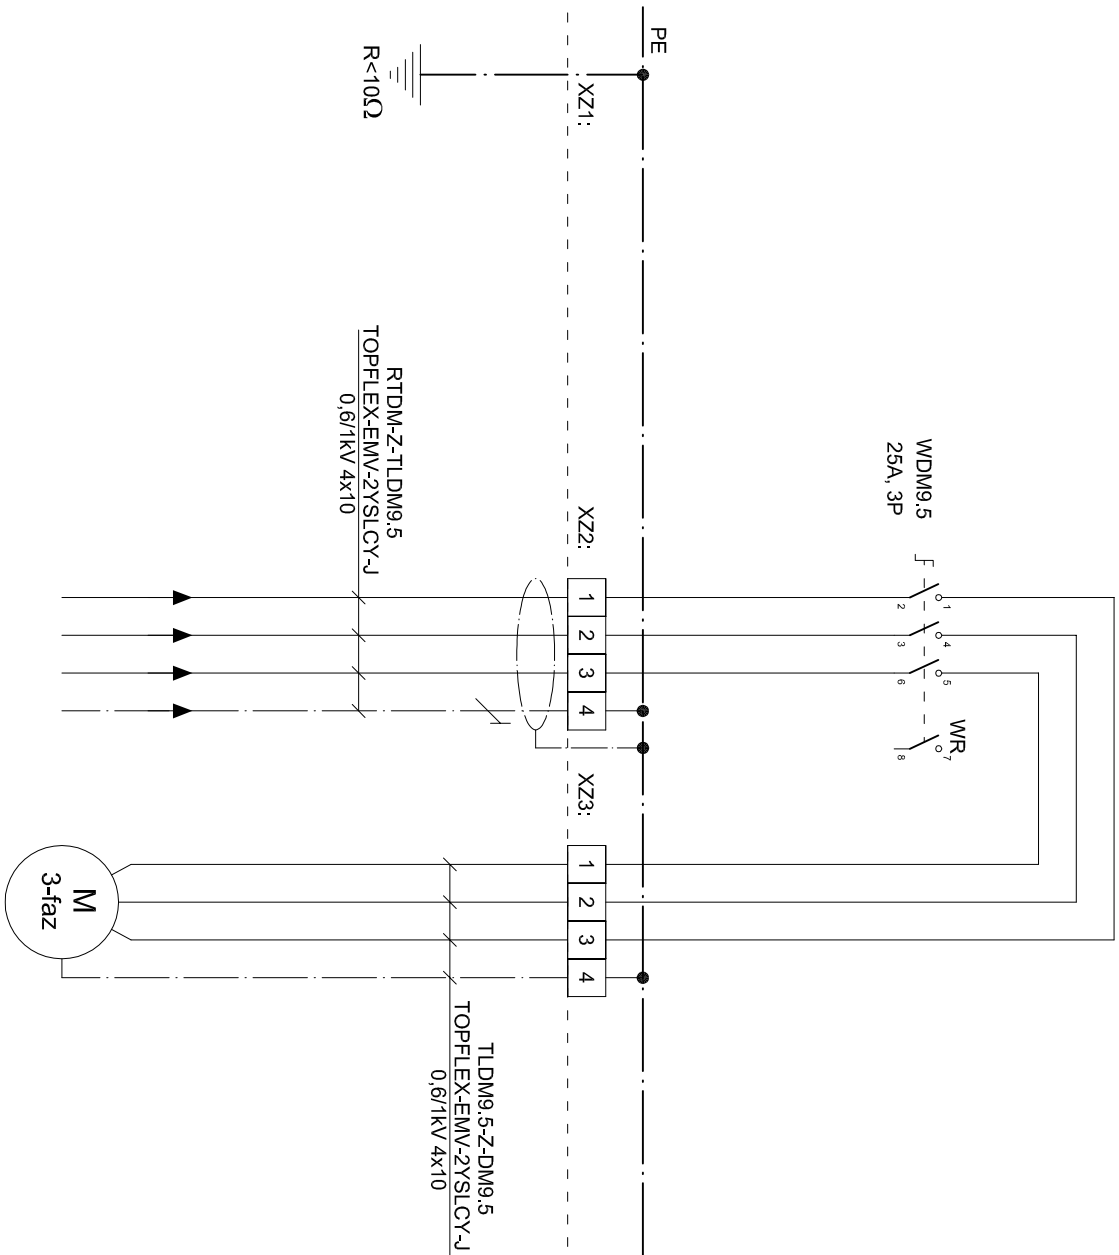 PE
XZ1:
R<10Ω
WDM9.5
25A, 3P
1
2
4
3
5
6
WR
7
8
XZ2:
1
2
3
4
RTDM-Z-TLDM9.5
TOPFLEX-EMV-2YSLCY-J
0,6/1kV 4x10
XZ3:
1
2
3
4
TLDM9.5-Z-DM9.5
TOPFLEX-EMV-2YSLCY-J
0,6/1kV 4x10
M
3-faz